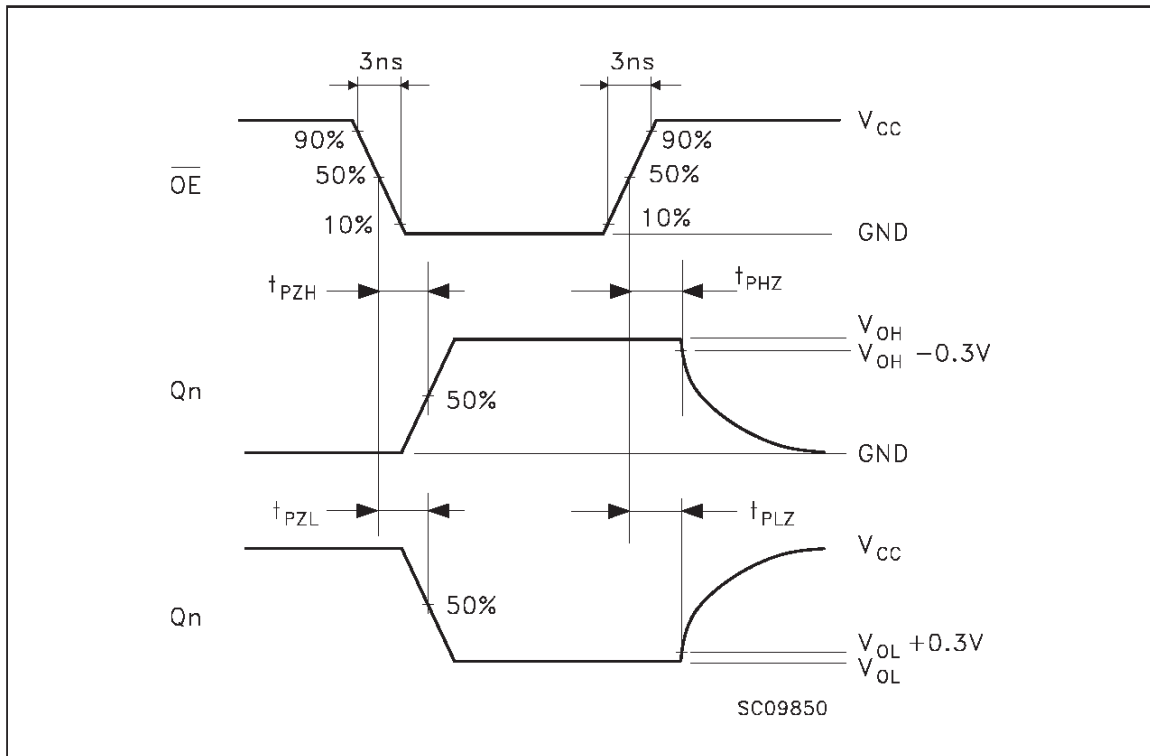 3ns 3ns
V_CC
90% 90%
50% 50%
OE
10% 10%
GND
t_PZH t_PHZ
V_OH
V_OH -0.3V
Qn
50%
GND
t_PZL t_PLZ
V_CC
50%
Qn
V_OL +0.3V
V_OL
SC09850